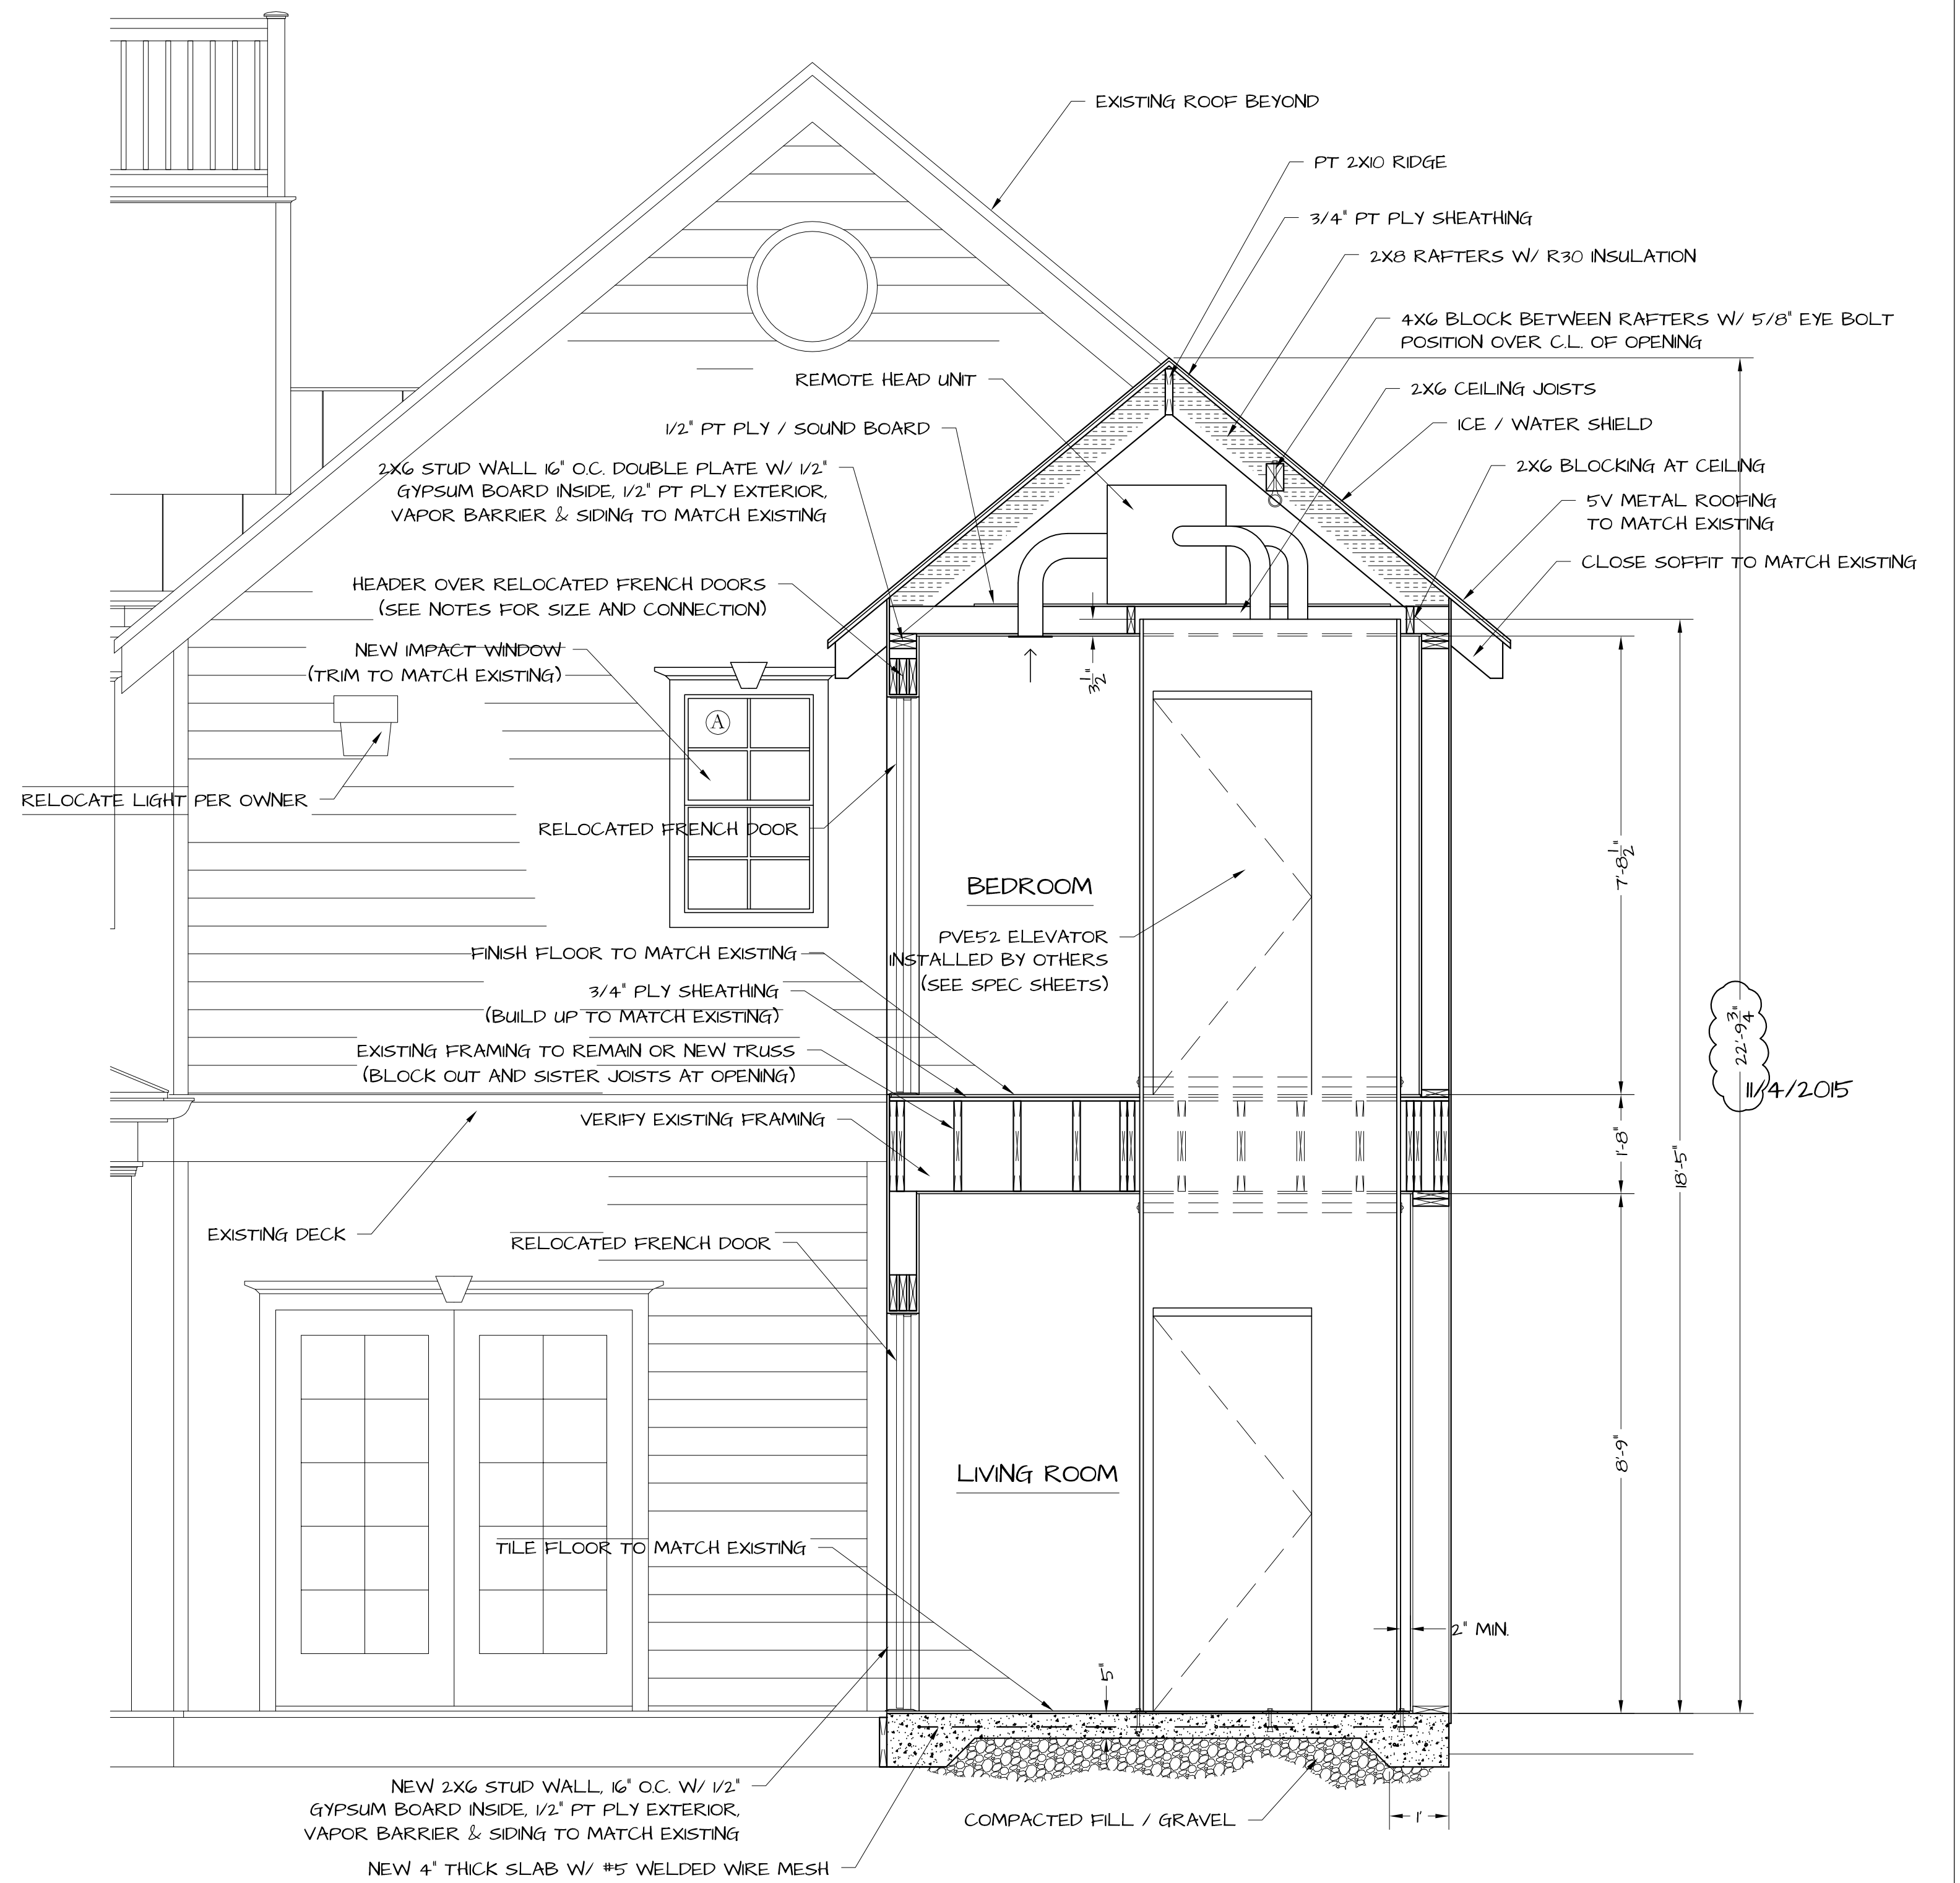 EXISTING ROOF BEYOND
PT 2X10 RIDGE
3/4" PT PLY SHEATHING
2X8 RAFTERS W/ R30 INSULATION
4X6 BLOCK BETWEEN RAFTERS W/ 5/8" EYE BOLT
POSITION OVER C.L. OF OPENING
REMOTE HEAD UNIT
2X6 CEILING JOISTS
1/2" PT PLY / SOUND BOARD
ICE / WATER SHIELD
2X6 STUD WALL 16" O.C. DOUBLE PLATE W/ 1/2"
GYPSUM BOARD INSIDE, 1/2" PT PLY EXTERIOR,
VAPOR BARRIER & SIDING TO MATCH EXISTING
2X6 BLOCKING AT CEILING
5V METAL ROOFING
TO MATCH EXISTING
CLOSE SOFFIT TO MATCH EXISTING
HEADER OVER RELOCATED FRENCH DOORS
(SEE NOTES FOR SIZE AND CONNECTION)
NEW IMPACT WINDOW
(TRIM TO MATCH EXISTING)
3 1/2"
A
RELOCATE LIGHT PER OWNER
RELOCATED FRENCH DOOR
7'-8 1/2"
BEDROOM
PVE52 ELEVATOR
INSTALLED BY OTHERS
(SEE SPEC SHEETS)
FINISH FLOOR TO MATCH EXISTING
3/4" PLY SHEATHING
(BUILD UP TO MATCH EXISTING)
22'-9 3/4"
11/4/2015
EXISTING FRAMING TO REMAIN OR NEW TRUSS
(BLOCK OUT AND SISTER JOISTS AT OPENING)
VERIFY EXISTING FRAMING
1'-8"
18'-5"
EXISTING DECK
RELOCATED FRENCH DOOR
8'-9"
LIVING ROOM
TILE FLOOR TO MATCH EXISTING
2" MIN.
5"
NEW 2X6 STUD WALL, 16" O.C. W/ 1/2"
GYPSUM BOARD INSIDE, 1/2" PT PLY EXTERIOR,
VAPOR BARRIER & SIDING TO MATCH EXISTING
COMPACTED FILL / GRAVEL
1'
NEW 4" THICK SLAB W/ #5 WELDED WIRE MESH